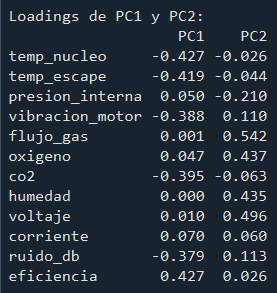 Loadings de PC1 y PC2:
PC1 PC2
temp_nucleo -0.427 -0.026
temp_escape -0.419 -0.044
presion_interna 0.050 -0.210
vibracion_motor -0.388 0.110
flujo_gas 0.001 0.542
oxigeno 0.047 0.437
co2 -0.395 -0.063
humedad 0.000 0.435
voltaje 0.010 0.496
corriente 0.070 0.060
ruido_db -0.379 0.113
eficiencia 0.427 0.026